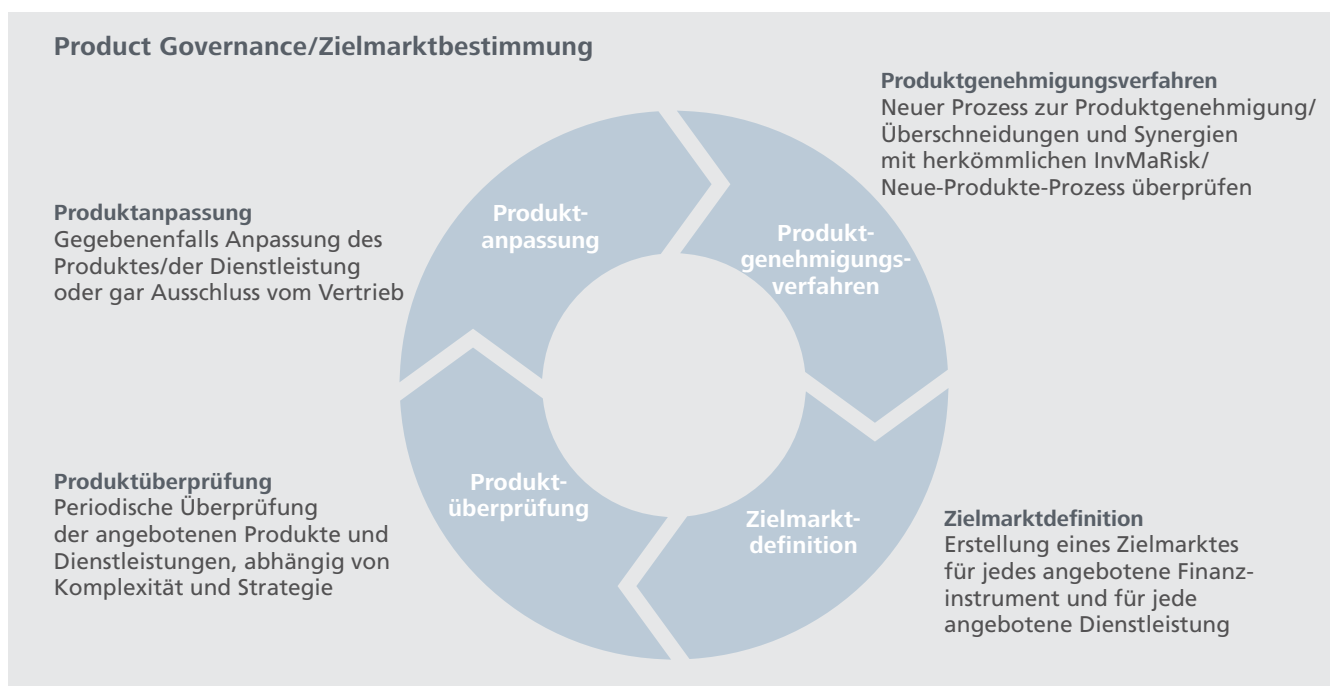 Product Governance/Zielmarktbestimmung
Produktgenehmigungsverfahren
Neuer Prozess zur Produktgenehmigung/
Überschneidungen und Synergien
mit herkömmlichen InvMaRisk/
Neue-Produkte-Prozess überprüfen
Produktanpassung
Gegebenenfalls Anpassung des
Produktes/der Dienstleistung
oder gar Ausschluss vom Vertrieb
Produkt-
anpassung
Produkt-
genehmigungs-
verfahren
Produktüberprüfung
Periodische Überprüfung
der angebotenen Produkte und
Dienstleistungen, abhängig von
Komplexität und Strategie
Produkt-
überprüfung
Zielmarkt-
definition
Zielmarktdefinition
Erstellung eines Zielmarktes
für jedes angebotene Finanz-
instrument und für jede
angebotene Dienstleistung